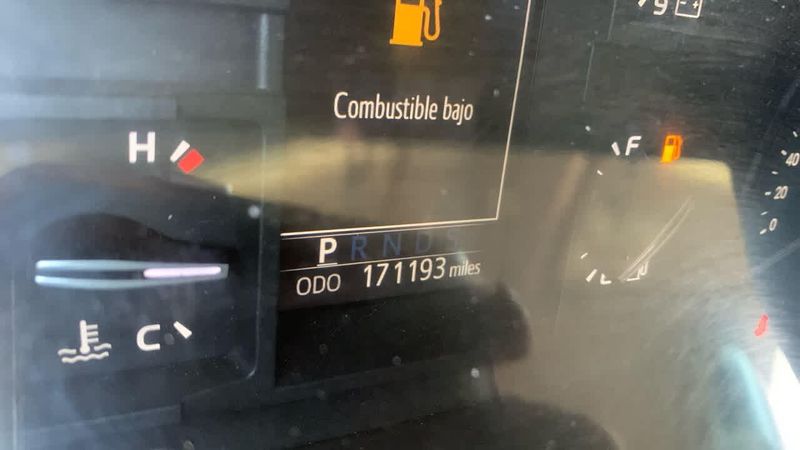 Combustible bajo
H
F
40
20
0
P R N D S
ODO 171193 miles
C